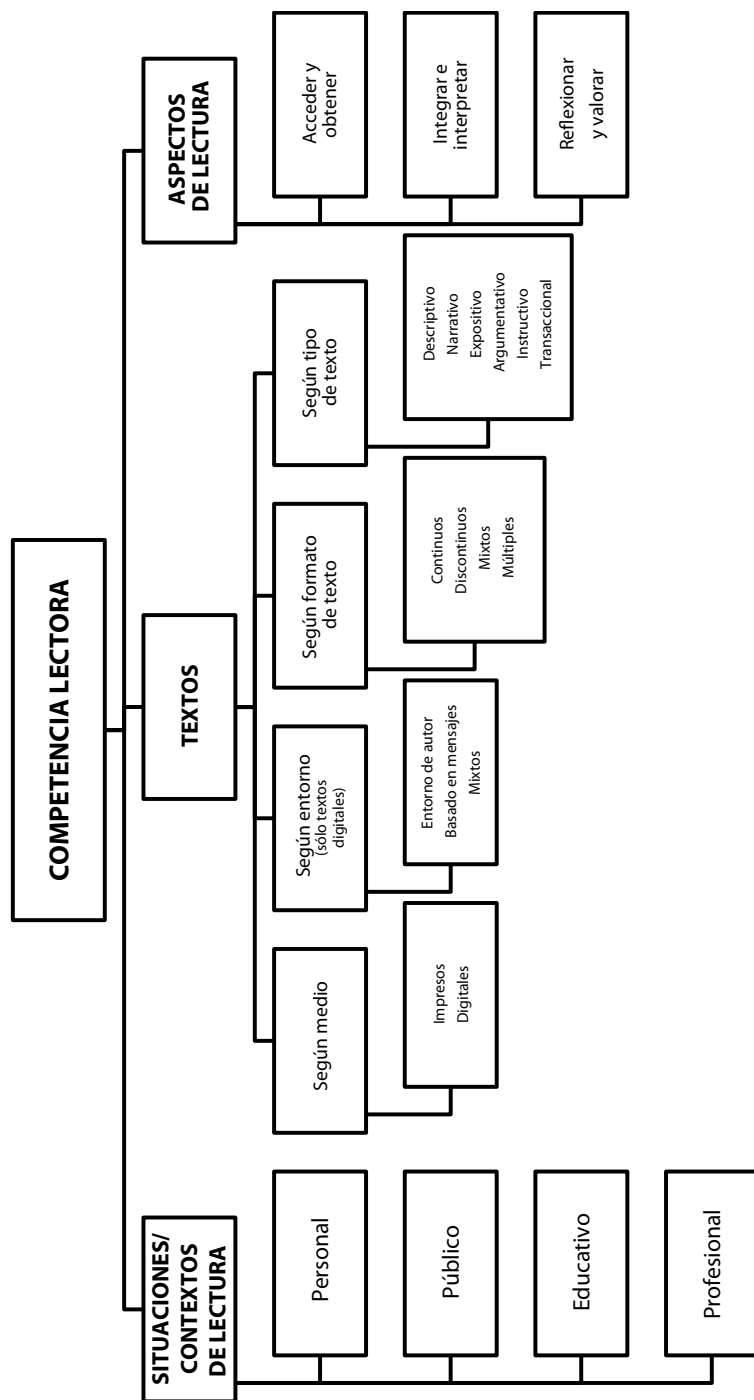 COMPETENCIA LECTORA
SITUACIONES/
CONTEXTOS
DE LECTURA
Personal
Público
Educativo
Profesional
TEXTOS
Según medio
Impresos
Digitales
Según entorno
(sólo textos
digitales)
Entorno de autor
Basado en mensajes
Mixtos
Según formato
de texto
Continuos
Discontinuos
Mixtos
Múltiples
Según tipo
de texto
Descriptivo
Narrativo
Expositivo
Argumentativo
Instructivo
Transaccional
ASPECTOS
DE LECTURA
Acceder y
obtener
Integrar e
interpretar
Reflexionar
y valorar